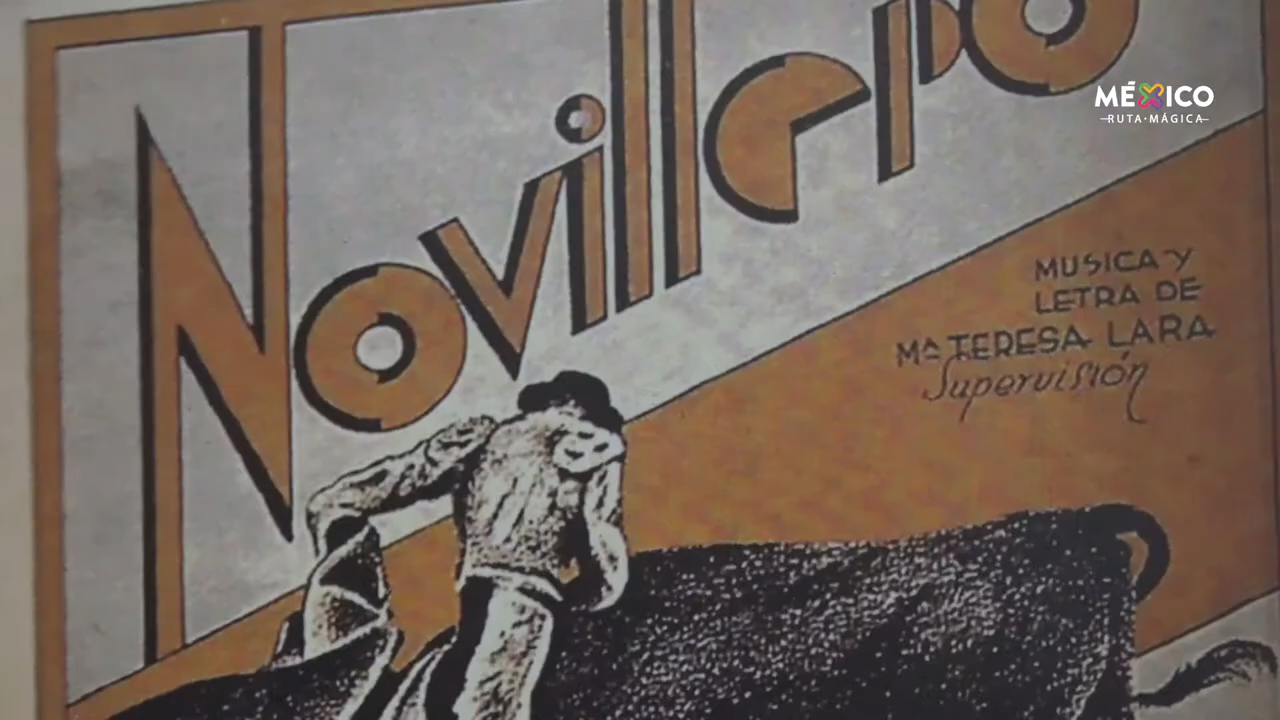 Novillero
MÉXICO
RUTA·MÁGICA
MUSICA Y
LETRA DE
Mª TERESA LARA
Supervisión